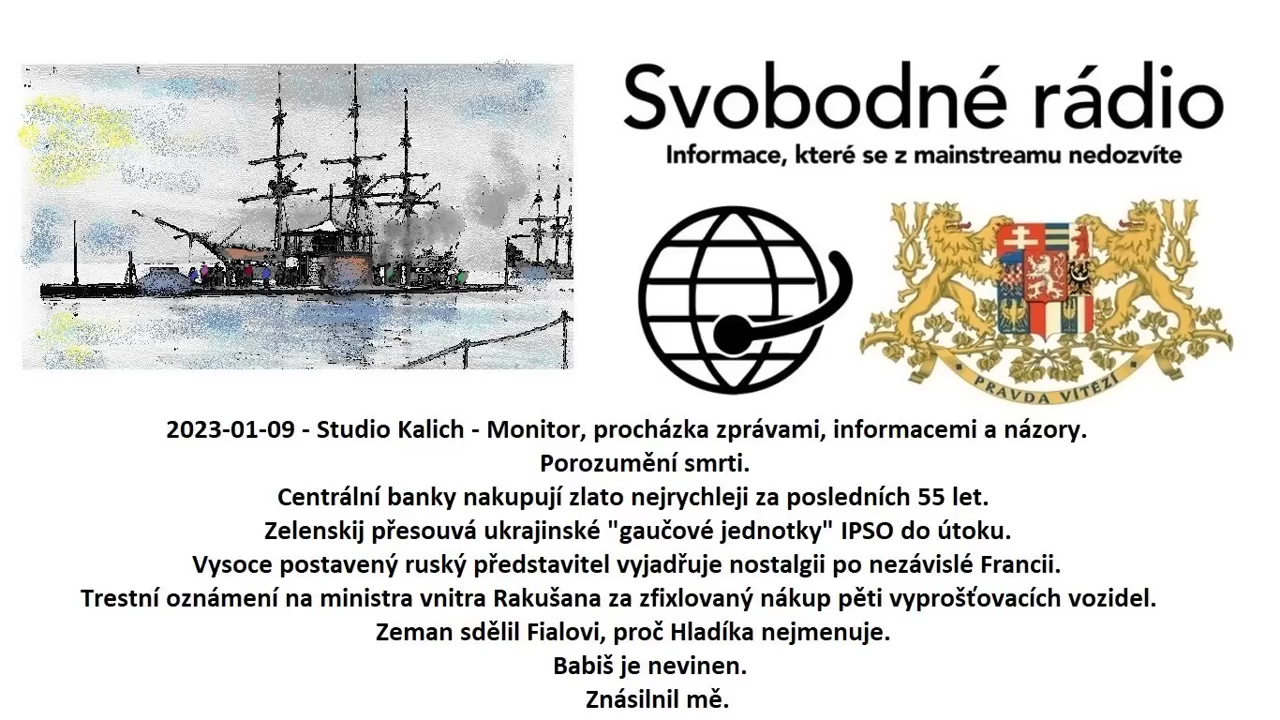 Svobodné rádio
Informace, které se z mainstreamu nedozvíte
PRAVDA VÍTĚZÍ
2023-01-09 - Studio Kalich - Monitor, procházka zprávami, informacemi a názory.
Porozumění smrti.
Centrální banky nakupují zlato nejrychleji za posledních 55 let.
Zelenskij přesouvá ukrajinské "gaučové jednotky" IPSO do útoku.
Vysoce postavený ruský představitel vyjadřuje nostalgii po nezávislé Francii.
Trestní oznámení na ministra vnitra Rakušana za zfixlovaný nákup pěti vyprošťovacích vozidel.
Zeman sdělil Fialovi, proč Hladíka nejmenuje.
Babiš je nevinen.
Znásilnil mě.